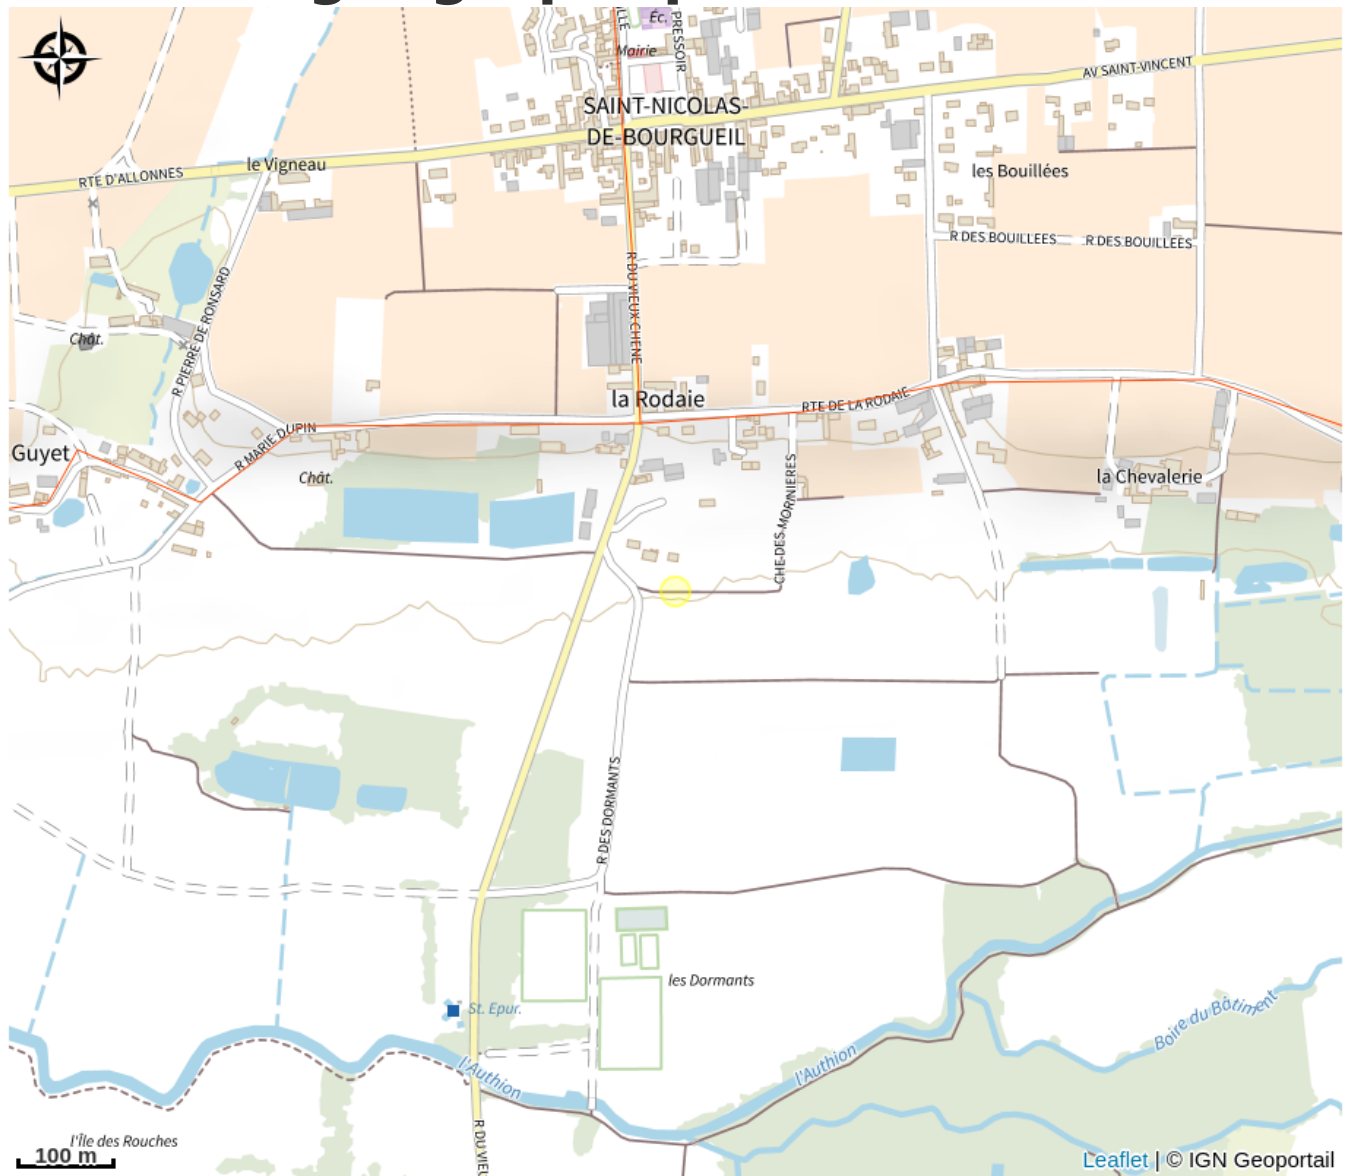 Éc.
PRESSOIR
Mairie
AV SAINT-VINCENT
SAINT-NICOLAS-
DE-BOURGUEIL
le Vigneau
RTE D'ALLONNES
les Bouillées
R DES BOUILLEES
R DES BOUILLEES
R DU VIEUX CHENE
R PIERRE DE RONSARD
Chât.
la Rodaie
RTE DE LA RODAIE
R MARIE DUPIN
Guyet
Chât.
la Chevalerie
CHE DES MORINIERES
R DES DORMANTS
les Dormants
St. Epur.
Boire du Bâtiment
l'Authion
l'Authion
l'Île des Rouches
R DU VIEU
100 m
Leaflet | © IGN Geoportail